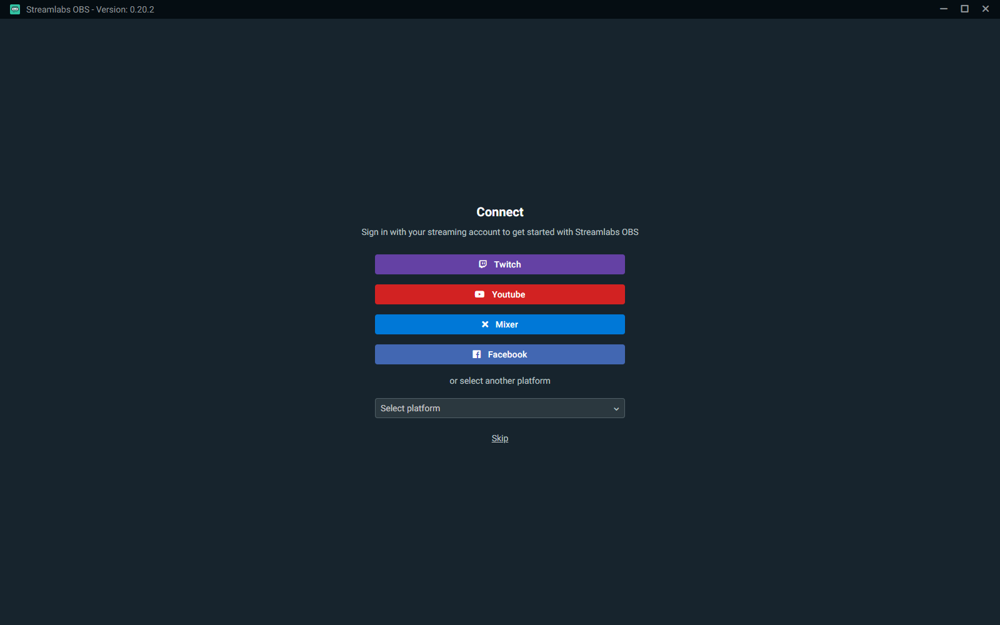 Streamlabs OBS - Version: 0.20.2
Connect
Sign in with your streaming account to get started with Streamlabs OBS
Twitch
Youtube
Mixer
Facebook
or select another platform
Select platform
Skip